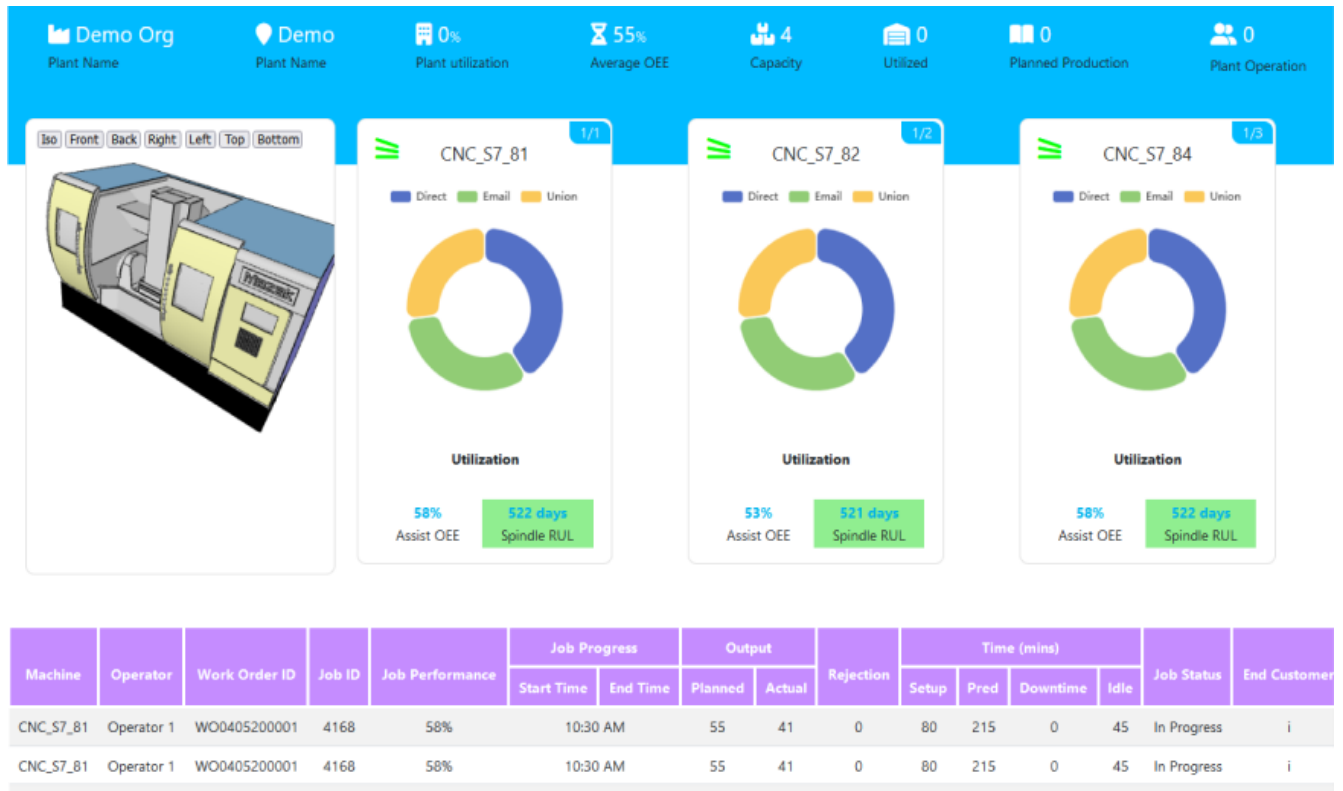 Demo Org
Plant Name
Demo
Plant Name
0%
Plant utilization
55%
Average OEE
4
Capacity
0
Utilized
0
Planned Production
0
Plant Operation
Iso Front Back Right Left Top Bottom
Mazak
1/1
CNC_S7_81
Direct Email Union
Utilization
58%
Assist OEE
522 days
Spindle RUL
1/2
CNC_S7_82
Direct Email Union
Utilization
53%
Assist OEE
521 days
Spindle RUL
1/3
CNC_S7_84
Direct Email Union
Utilization
58%
Assist OEE
522 days
Spindle RUL
Job Progress Output Time (mins)
Machine Operator Work Order ID Job ID Job Performance Rejection Job Status End Customer
Start Time End Time Planned Actual Setup Pred Downtime Idle
CNC_S7_81 Operator 1 WO0405200001 4168 58% 10:30 AM 55 41 0 80 215 0 45 In Progress i
CNC_S7_81 Operator 1 WO0405200001 4168 58% 10:30 AM 55 41 0 80 215 0 45 In Progress i